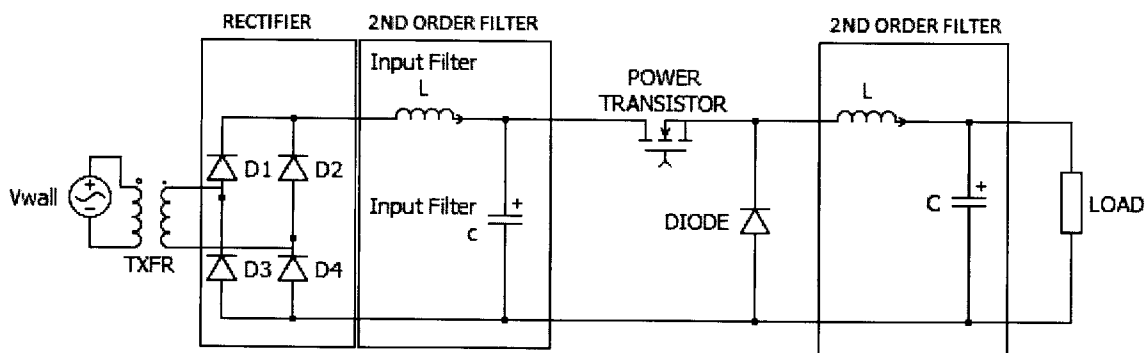 RECTIFIER
2ND ORDER FILTER
2ND ORDER FILTER
Input Filter
L
POWER
TRANSISTOR
L
D1
D2
Vwall
Input Filter
+
C
DIODE
+
C
LOAD
TXFR
D3
D4